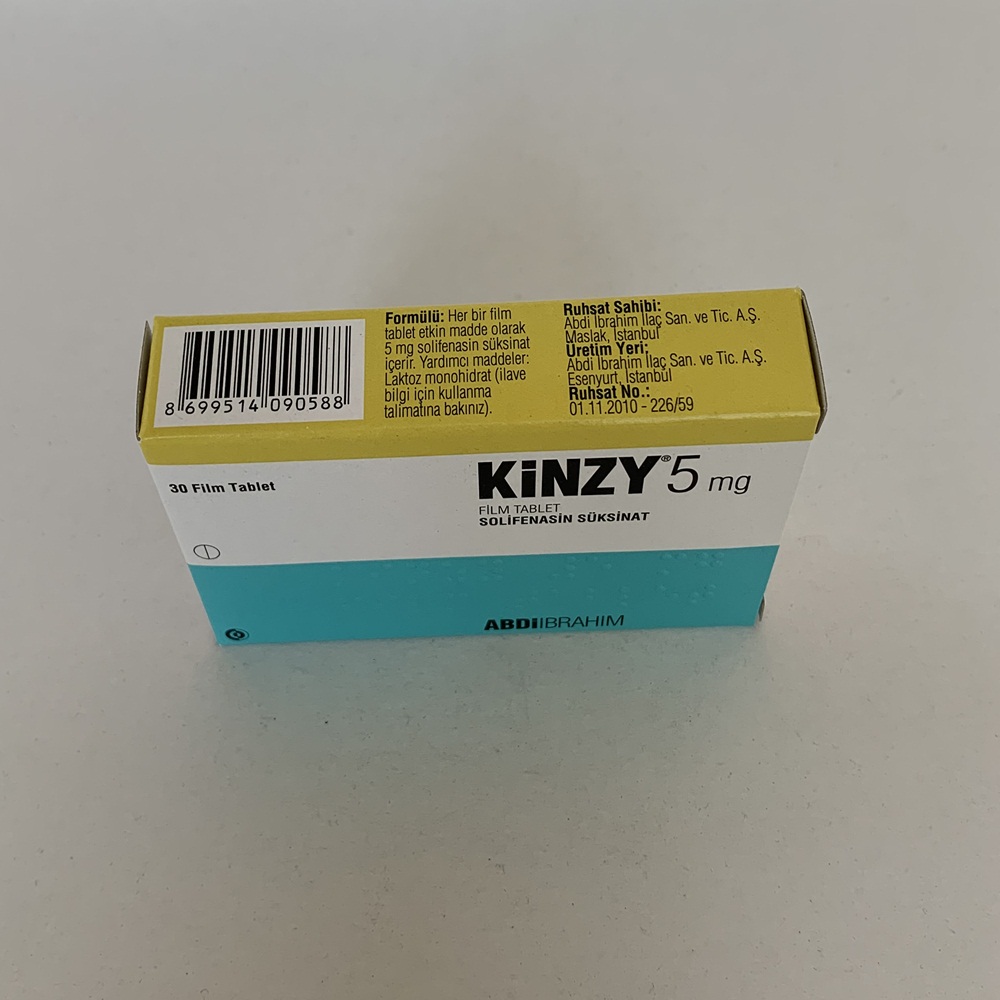 8 699514 090588
Formülü: Her bir film
tablet etkin madde olarak
5 mg solifenasin süksinat
içerir. Yardımcı maddeler:
Laktoz monohidrat (ilave
bilgi için kullanma
talimatına bakınız).
Ruhsat Sahibi:
Abdi İbrahim İlaç San. ve Tic. A.Ş.
Maslak, İstanbul
Üretim Yeri:
Abdi İbrahim İlaç San. ve Tic. A.Ş.
Esenyurt, İstanbul
Ruhsat No.:
01.11.2010 - 226/59
30 Film Tablet
KiNZY® 5 mg
FİLM TABLET
SOLİFENASİN SÜKSİNAT
ABDİİBRAHİM